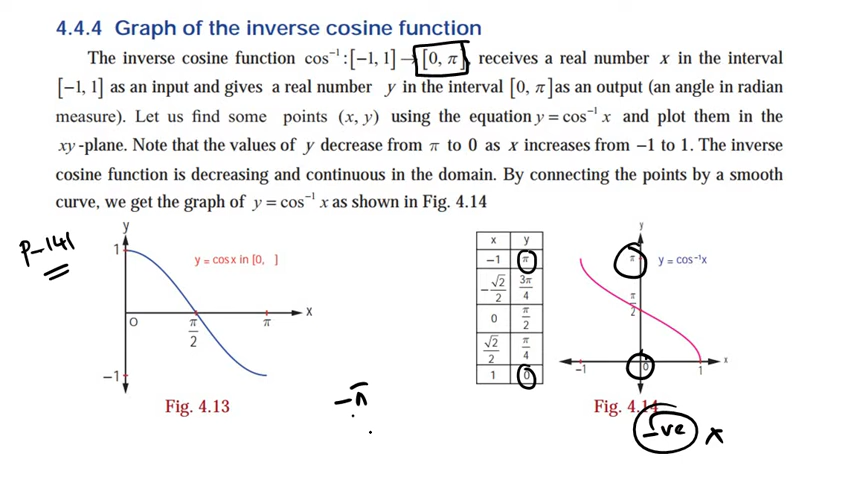 4.4.4 Graph of the inverse cosine function
The inverse cosine function cos⁻¹:[−1, 1]→[0, π] receives a real number x in the interval
[−1, 1] as an input and gives a real number y in the interval [0, π]as an output (an angle in radian
measure). Let us find some points (x, y) using the equation y = cos⁻¹ x and plot them in the
xy-plane. Note that the values of y decrease from π to 0 as x increases from −1 to 1. The inverse
cosine function is decreasing and continuous in the domain. By connecting the points by a smooth
curve, we get the graph of y = cos⁻¹ x as shown in Fig. 4.14
P-141
y
1
y = cosx in [0, ]
O
π/2
π
x
−1
Fig. 4.13
−π
x y
−1 π
−√2/2 3π/4
0 π/2
√2/2 π/4
1 0
y
π
y = cos⁻¹x
π/2
−1
0
1
x
Fig. 4.14
−ve x